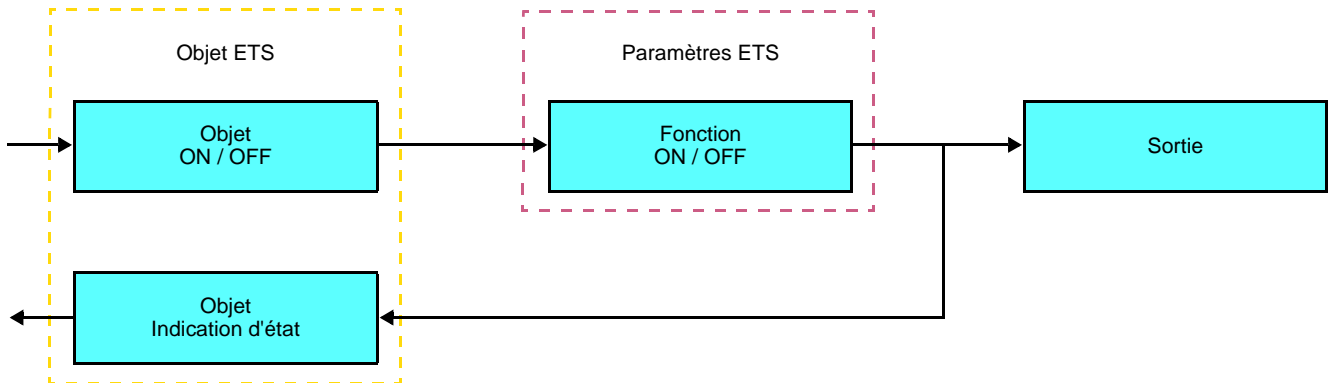 Objet ETS
Paramètres ETS
Objet
ON / OFF
Fonction
ON / OFF
Sortie
Objet
Indication d'état